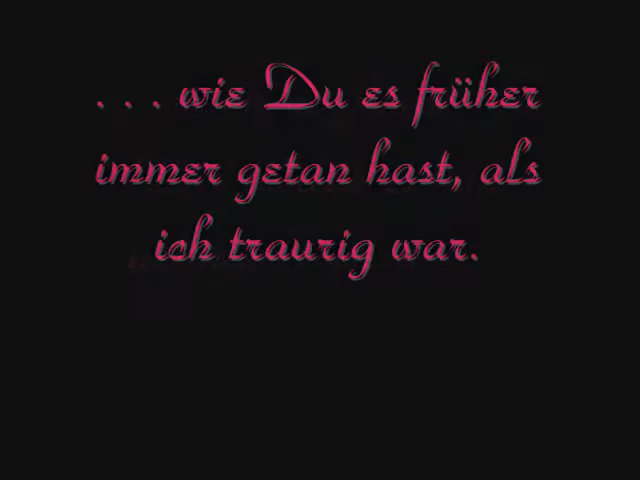 . . . wie Du es früher
immer getan hast, als
ich traurig war.